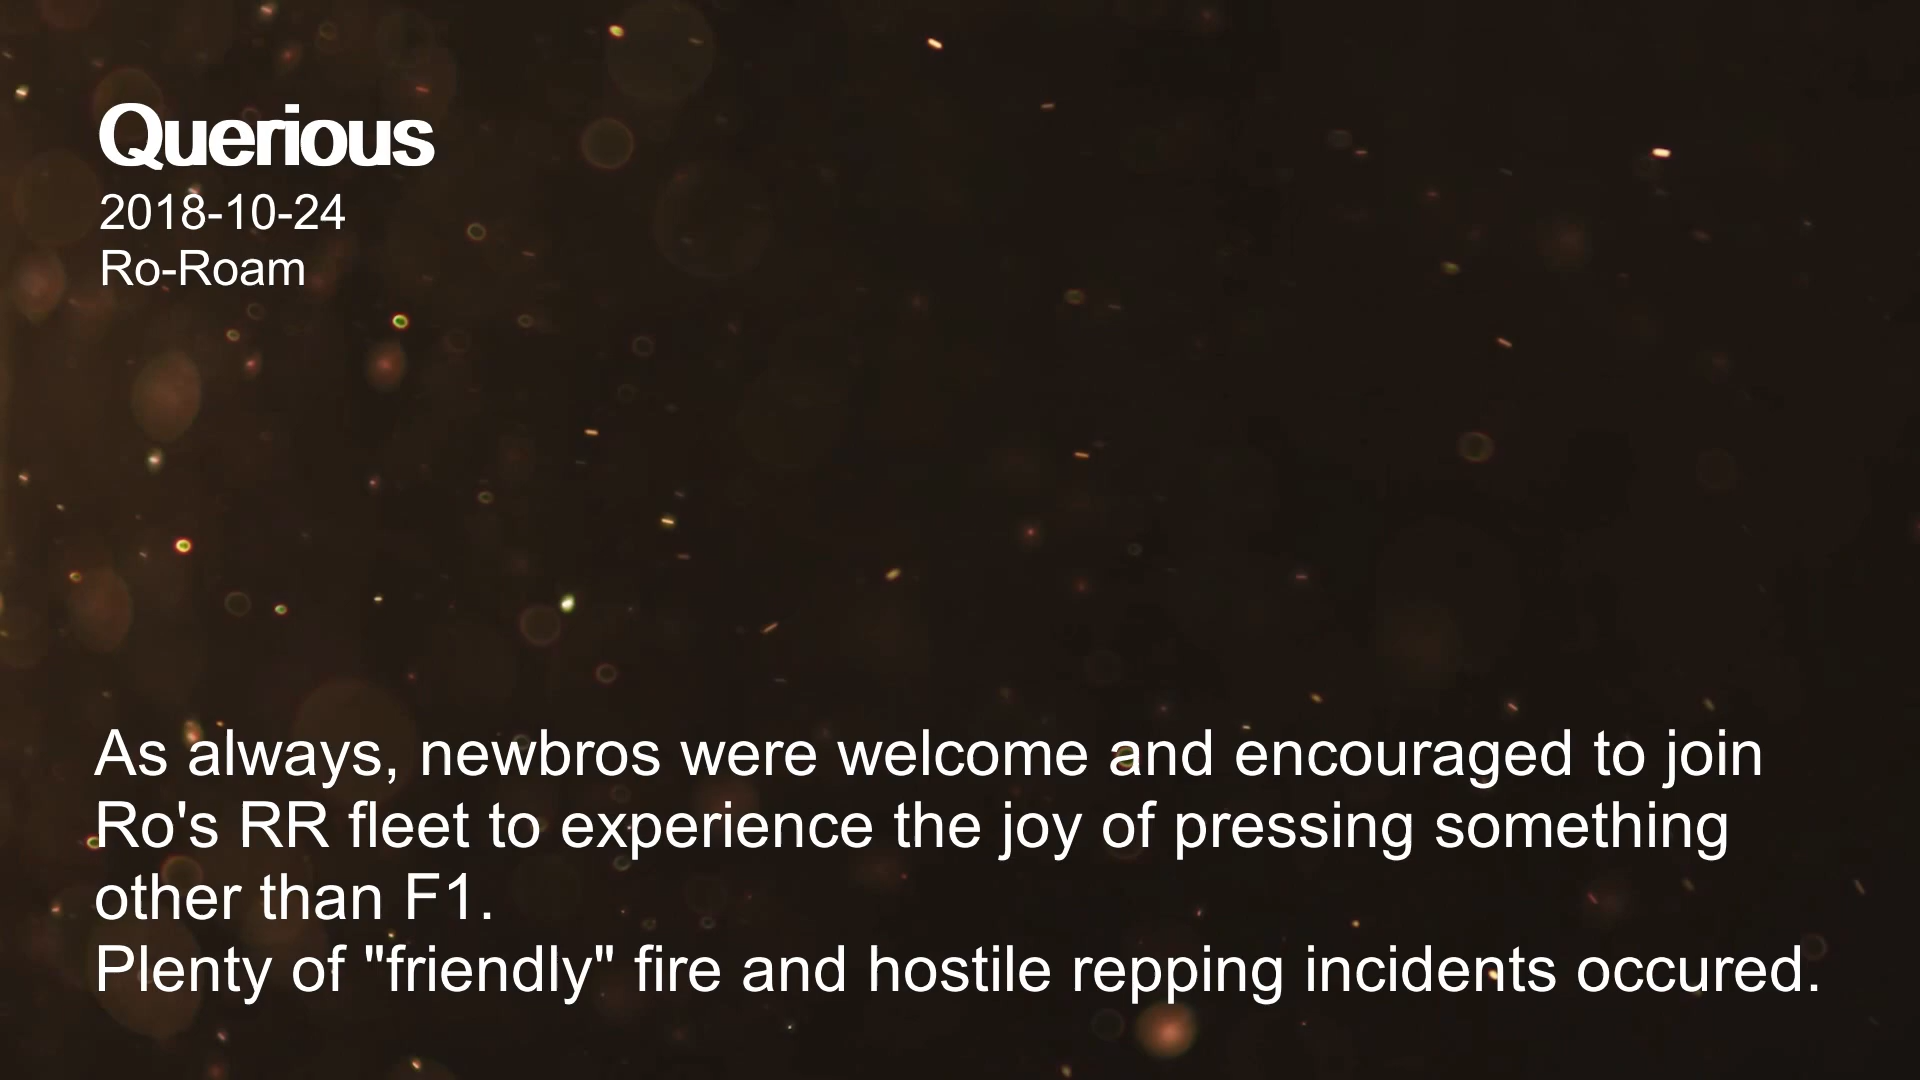 Querious
2018-10-24
Ro-Roam
As always, newbros were welcome and encouraged to join
Ro's RR fleet to experience the joy of pressing something
other than F1.
Plenty of "friendly" fire and hostile repping incidents occured.